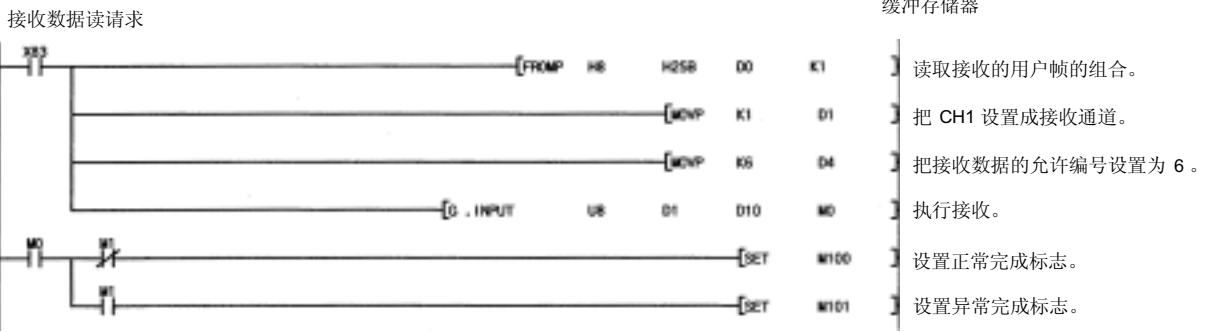 缓冲存储器
接收数据读请求
X83
[FROMP H8 H25B D0 K1 ] 读取接收的用户帧的组合。
[MOVP K1 D1 ] 把 CH1 设置成接收通道。
[MOVP K6 D4 ] 把接收数据的允许编号设置为 6 。
[G .INPUT U8 D1 D10 M0 ] 执行接收。
M0 M1
[SET M100 ] 设置正常完成标志。
M1
[SET M101 ] 设置异常完成标志。